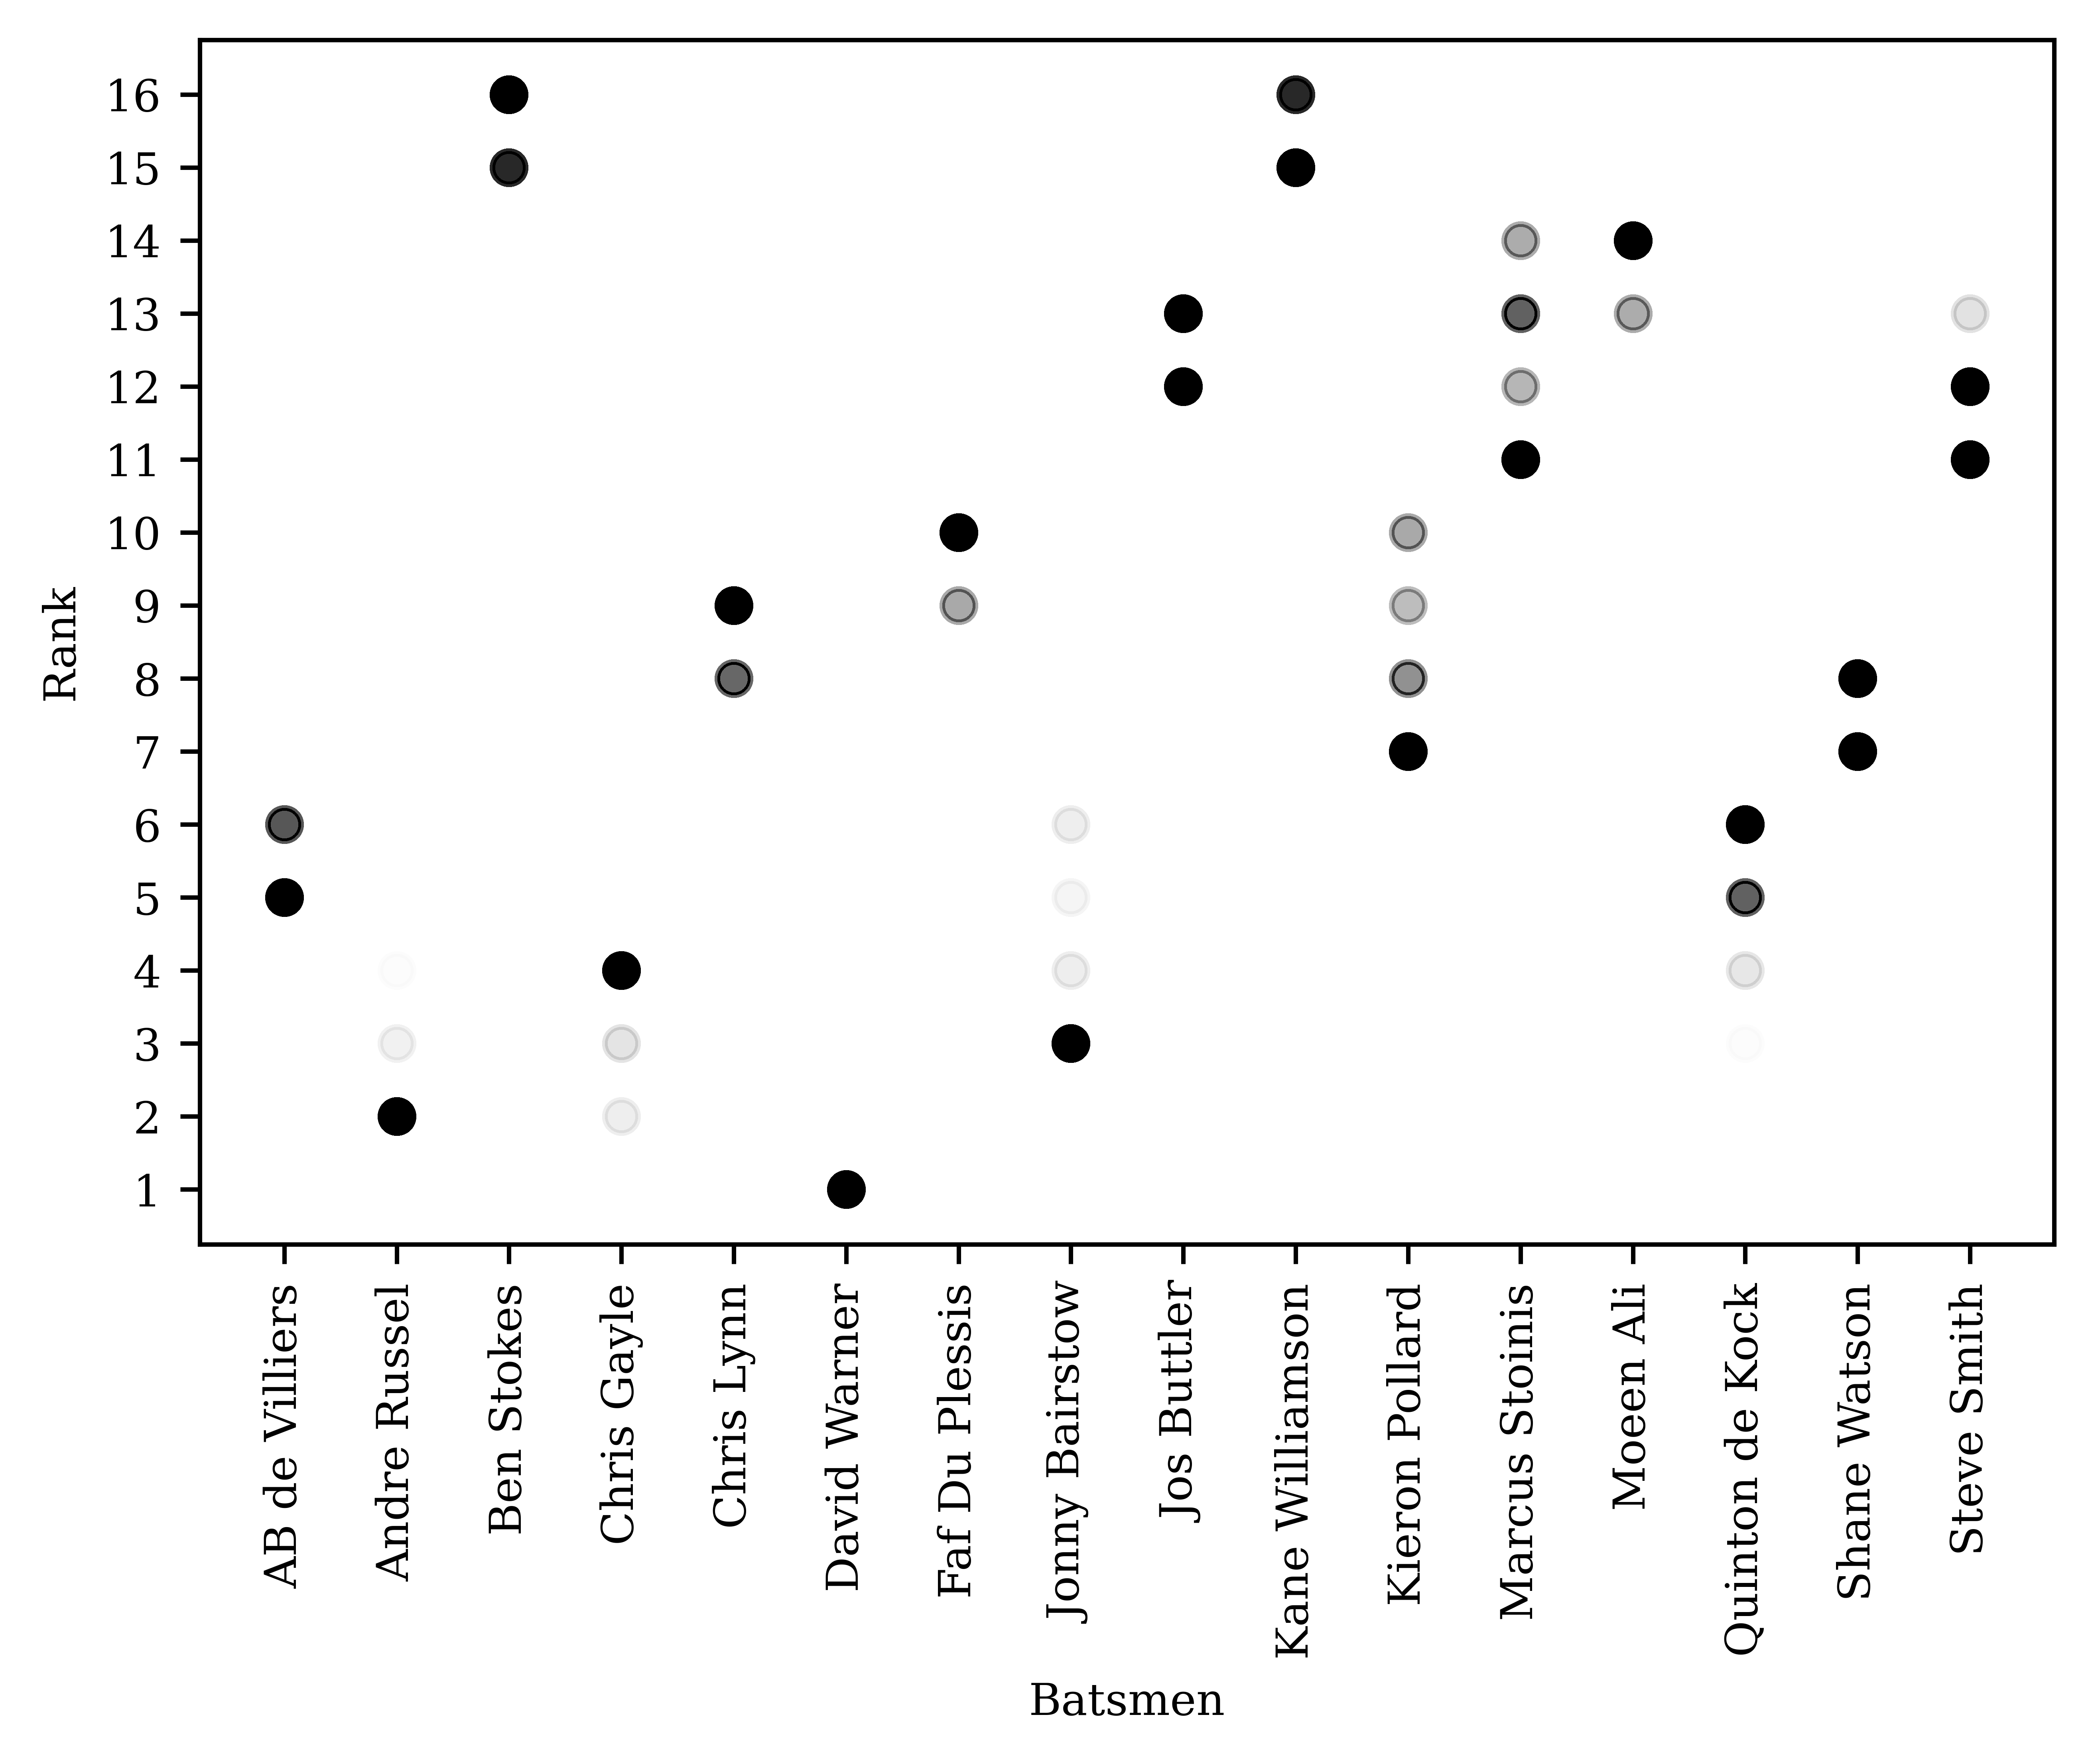 16
15
14
13
12
11
10
9
8
7
6
5
4
3
2
1
Rank
AB de Villiers
Andre Russel
Ben Stokes
Chris Gayle
Chris Lynn
David Warner
Faf Du Plessis
Jonny Bairstow
Jos Buttler
Kane Williamson
Kieron Pollard
Marcus Stoinis
Moeen Ali
Quinton de Kock
Shane Watson
Steve Smith
Batsmen